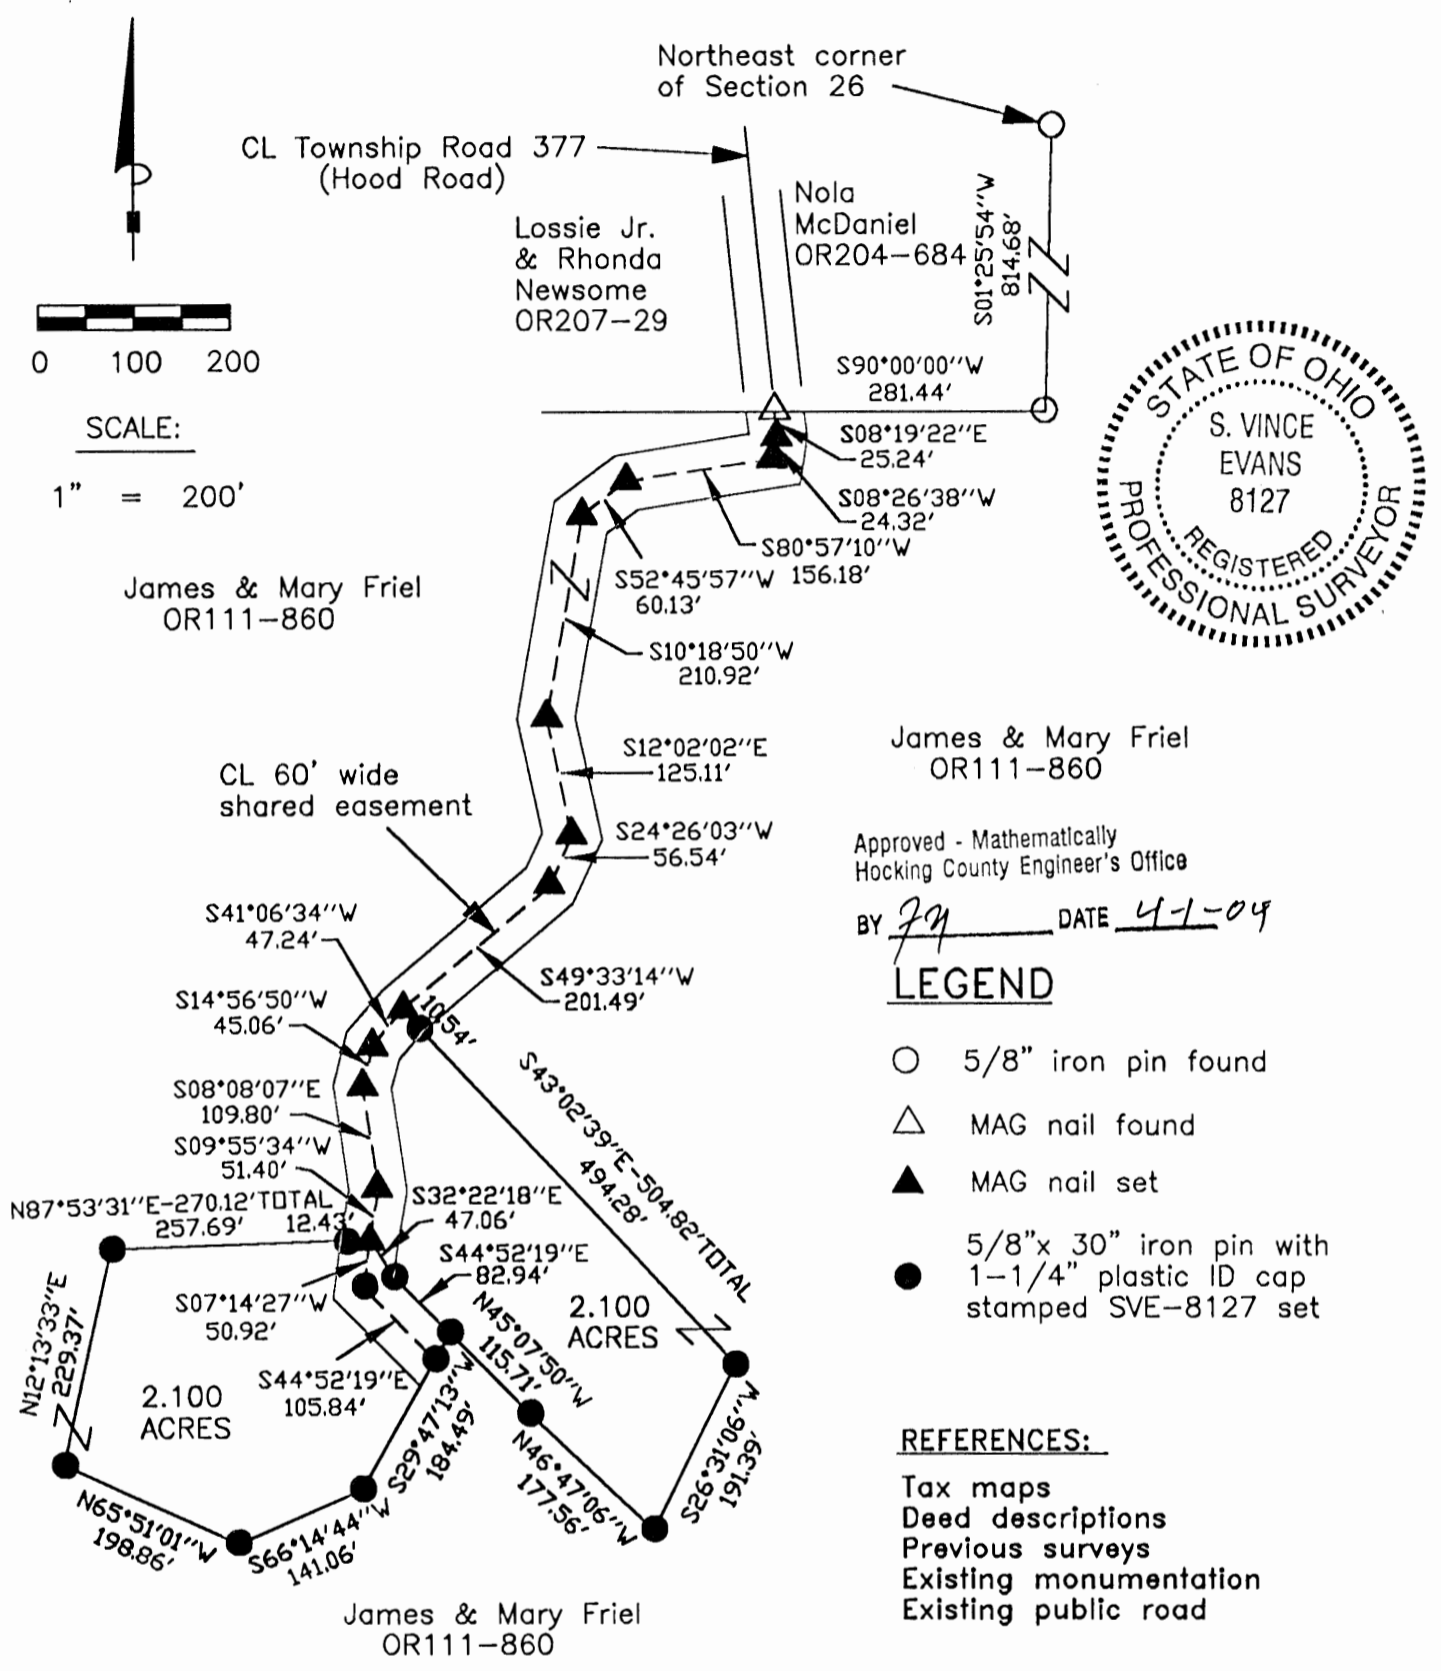 Northeast corner
of Section 26
CL Township Road 377
(Hood Road)
Nola
McDaniel
OR204-684
S01°25'54"W
814.68'
Lossie Jr.
& Rhonda
Newsome
OR207-29
0 100 200
SCALE:
1" = 200'
S90°00'00"W
281.44'
STATE OF OHIO
S. VINCE
EVANS
8127
REGISTERED
PROFESSIONAL SURVEYOR
S08°19'22"E
25.24'
S08°26'38"W
24.32'
S80°57'10"W
156.18'
S52°45'57"W
60.13'
James & Mary Friel
OR111-860
S10°18'50"W
210.92'
S12°02'02"E
125.11'
James & Mary Friel
OR111-860
CL 60' wide
shared easement
S24°26'03"W
56.54'
Approved - Mathematically
Hocking County Engineer's Office
BY DATE 4-1-04
S41°06'34"W
47.24'
S49°33'14"W
201.49'
LEGEND
5/8" iron pin found
MAG nail found
MAG nail set
5/8"x 30" iron pin with
1-1/4" plastic ID cap
stamped SVE-8127 set
S14°56'50"W
45.06'
10.54'
S43°02'39"E-504.82'TOTAL
494.28'
S08°08'07"E
109.80'
S09°55'34"W
51.40'
N87°53'31"E-270.12'TOTAL
257.69' 12.43'
S32°22'18"E
47.06'
S44°52'19"E
82.94'
S07°14'27"W
50.92'
N45°07'50"W
115.71'
2.100
ACRES
S44°52'19"E
105.84'
N12°13'33"E
229.37'
2.100
ACRES
S29°47'13"W
184.49'
N46°47'06"W
177.56'
S26°31'06"W
191.39'
N65°51'01"W
198.86'
S66°14'44"W
141.06'
James & Mary Friel
OR111-860
REFERENCES:
Tax maps
Deed descriptions
Previous surveys
Existing monumentation
Existing public road